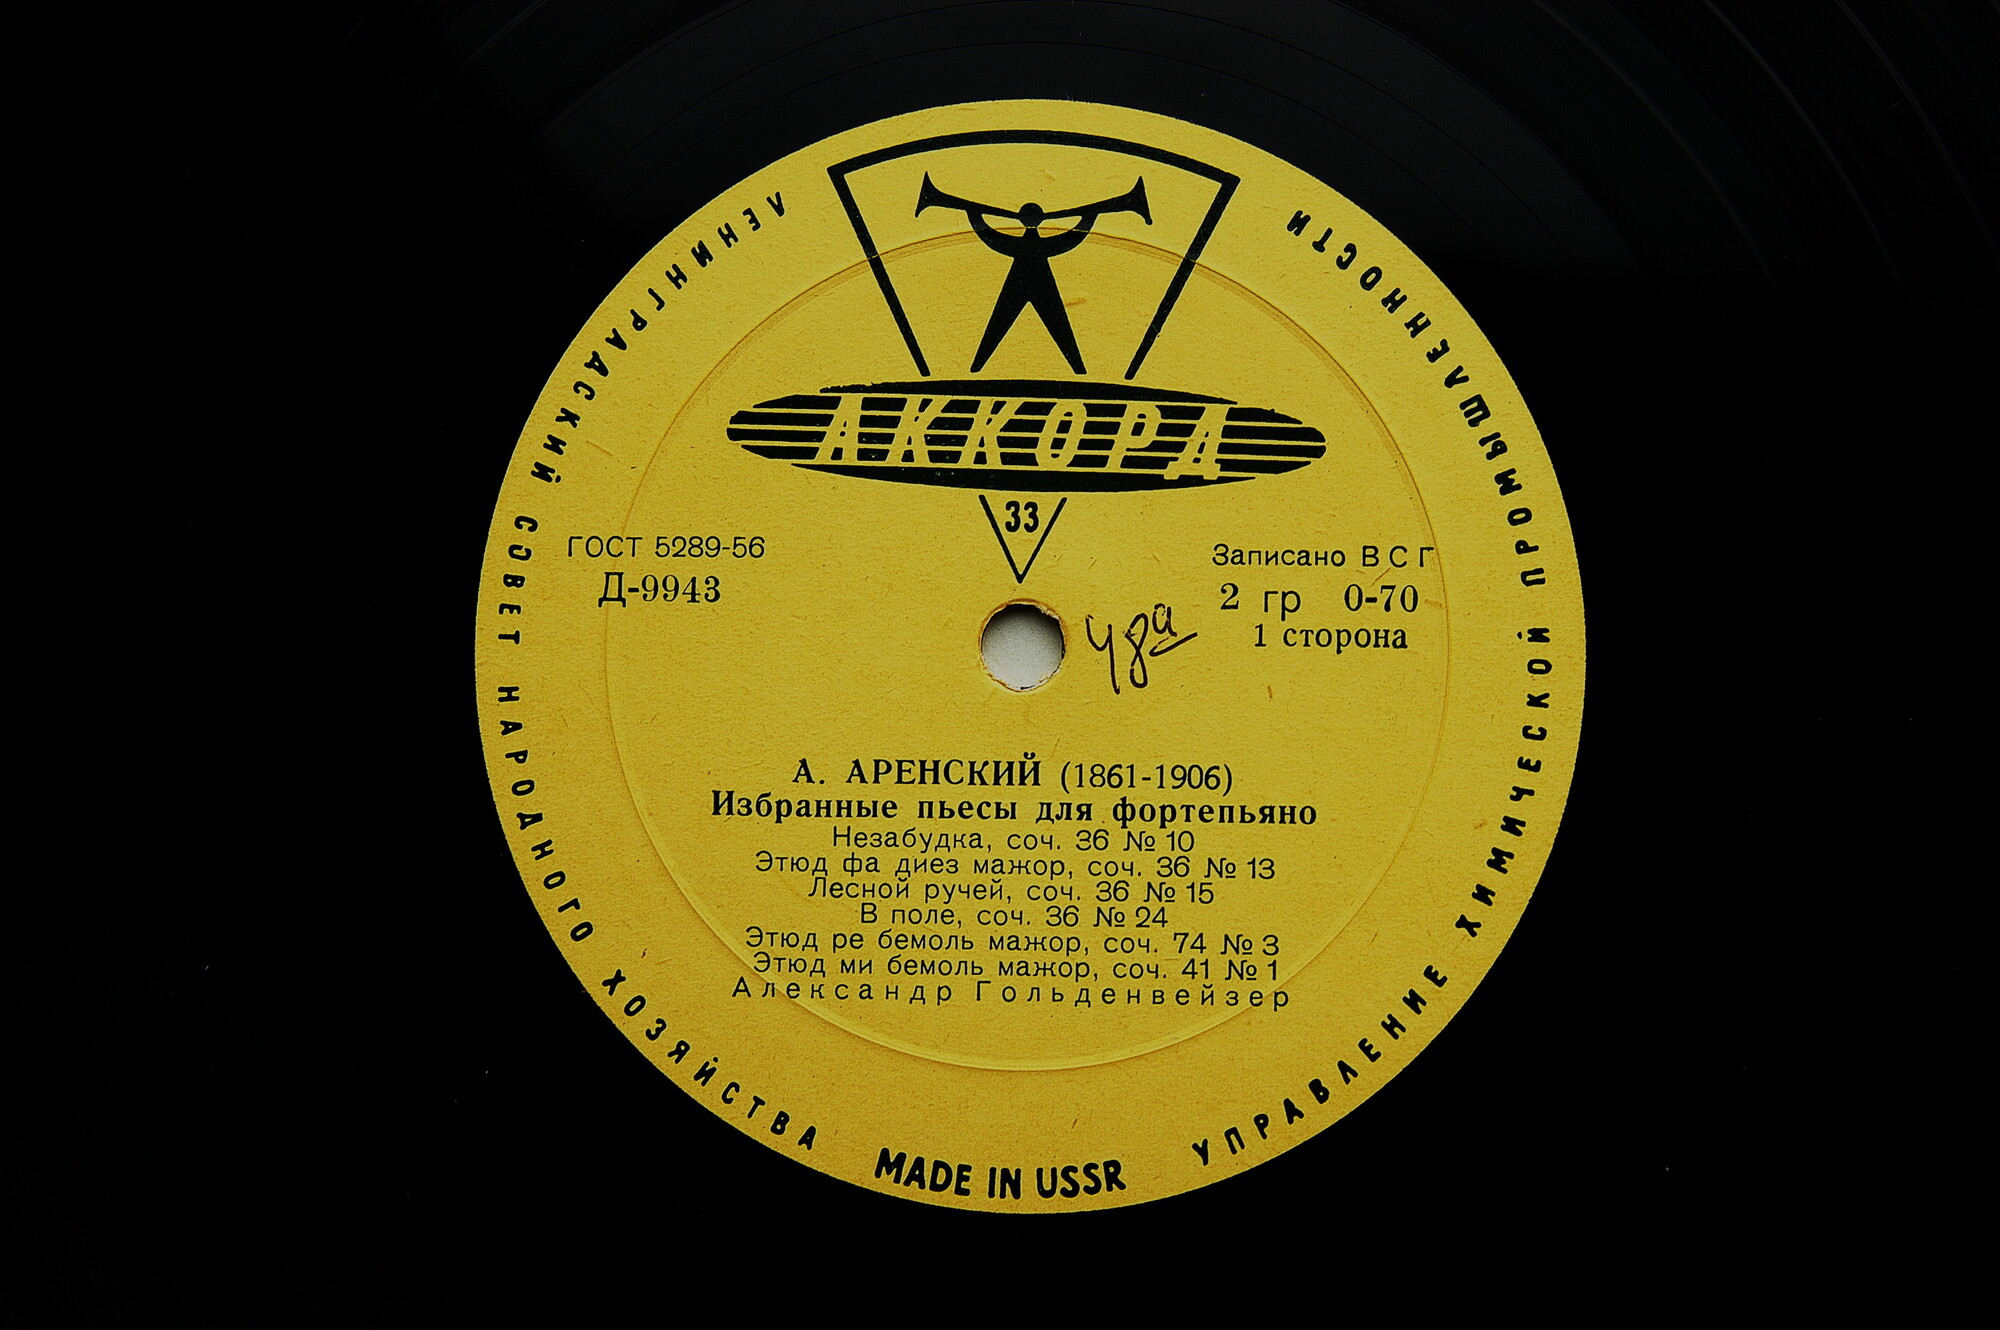 ЛЕНИНГРАДСКИЙ СОВЕТ НАРОДНОГО ХОЗЯЙСТВА
УПРАВЛЕНИЕ ХИМИЧЕСКОЙ ПРОМЫШЛЕННОСТИ
АККОРД
33
ГОСТ 5289-56
Д-9943
Записано ВСГ
2 гр 0-70
1 сторона
А. АРЕНСКИЙ (1861-1906)
Избранные пьесы для фортепьяно
Незабудка, соч. 36 № 10
Этюд фа диез мажор, соч. 36 № 13
Лесной ручей, соч. 36 № 15
В поле, соч. 36 № 24
Этюд ре бемоль мажор, соч. 74 № 3
Этюд ми бемоль мажор, соч. 41 № 1
Александр Гольденвейзер
MADE IN USSR